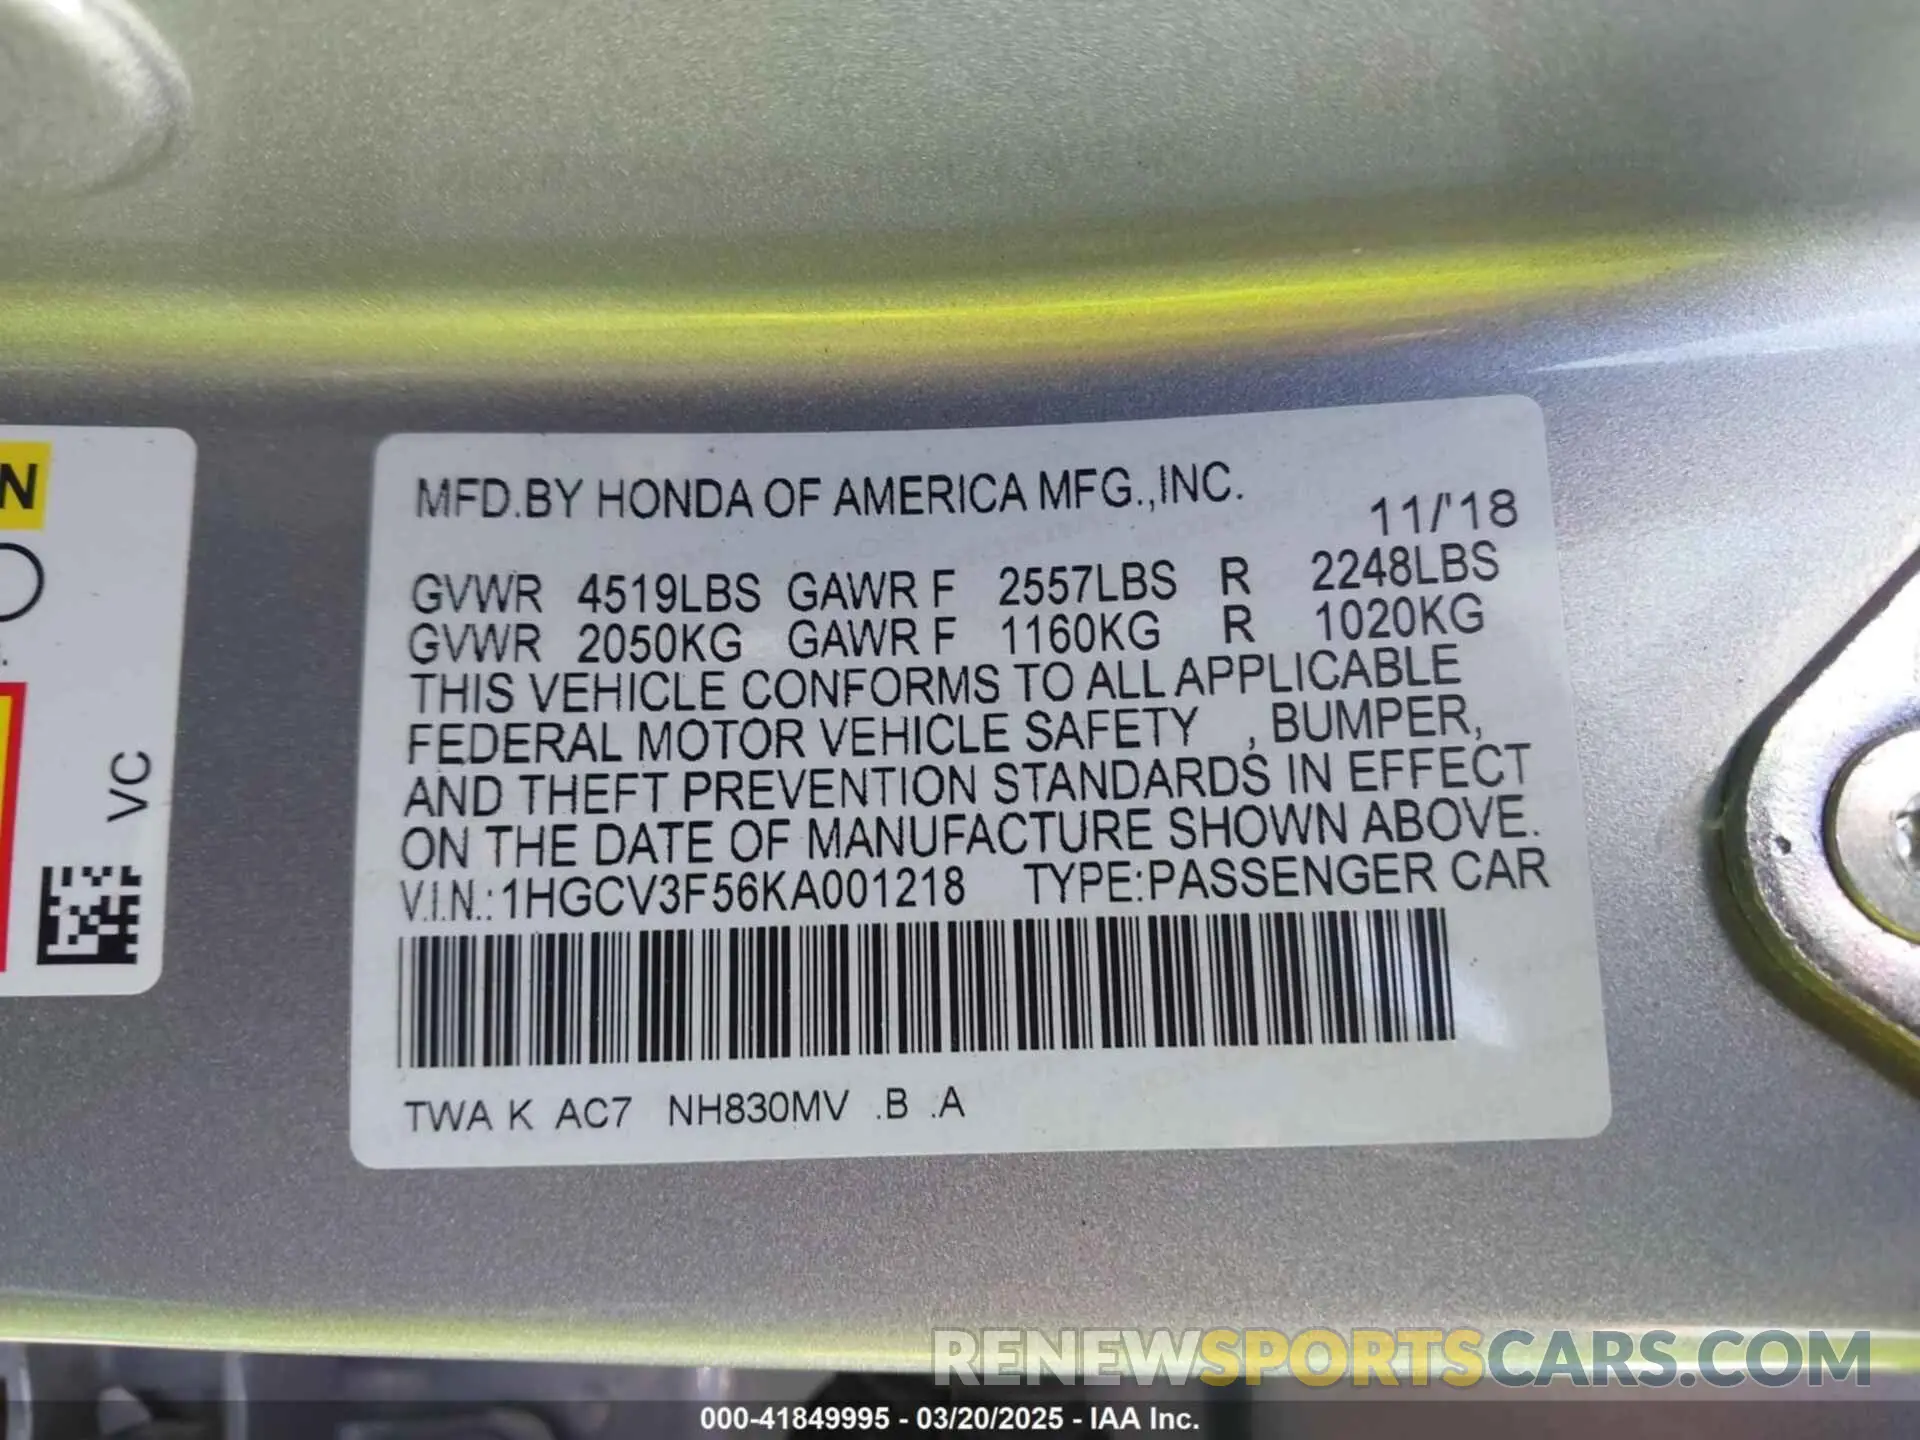 MFD.BY HONDA OF AMERICA MFG.,INC.
11/'18
GVWR 4519LBS GAWR F 2557LBS R 2248LBS
GVWR 2050KG GAWR F 1160KG R 1020KG
THIS VEHICLE CONFORMS TO ALL APPLICABLE
FEDERAL MOTOR VEHICLE SAFETY , BUMPER,
AND THEFT PREVENTION STANDARDS IN EFFECT
ON THE DATE OF MANUFACTURE SHOWN ABOVE.
V.I.N.: 1HGCV3F56KA001218 TYPE:PASSENGER CAR
TWA K AC7 NH830MV .B .A
N
VC
RENEWSPORTSCARS.COM
000-41849995 - 03/20/2025 - IAA Inc.